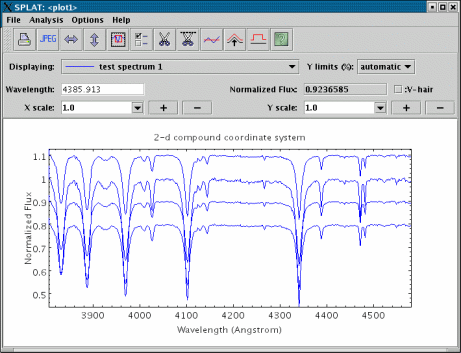 SPLAT: <plot1>
File Analysis Options Help
JPEG
Displaying: test spectrum 1 Y limits (%): automatic
Wavelength: 4385.913 Normalized Flux: 0.9236585 :V-hair
X scale: 1.0 + − Y scale: 1.0 + −
2-d compound coordinate system
1.1
1
0.9
0.8
0.7
0.6
0.5
Normalized Flux
3900 4000 4100 4200 4300 4400 4500
Wavelength (Angstrom)